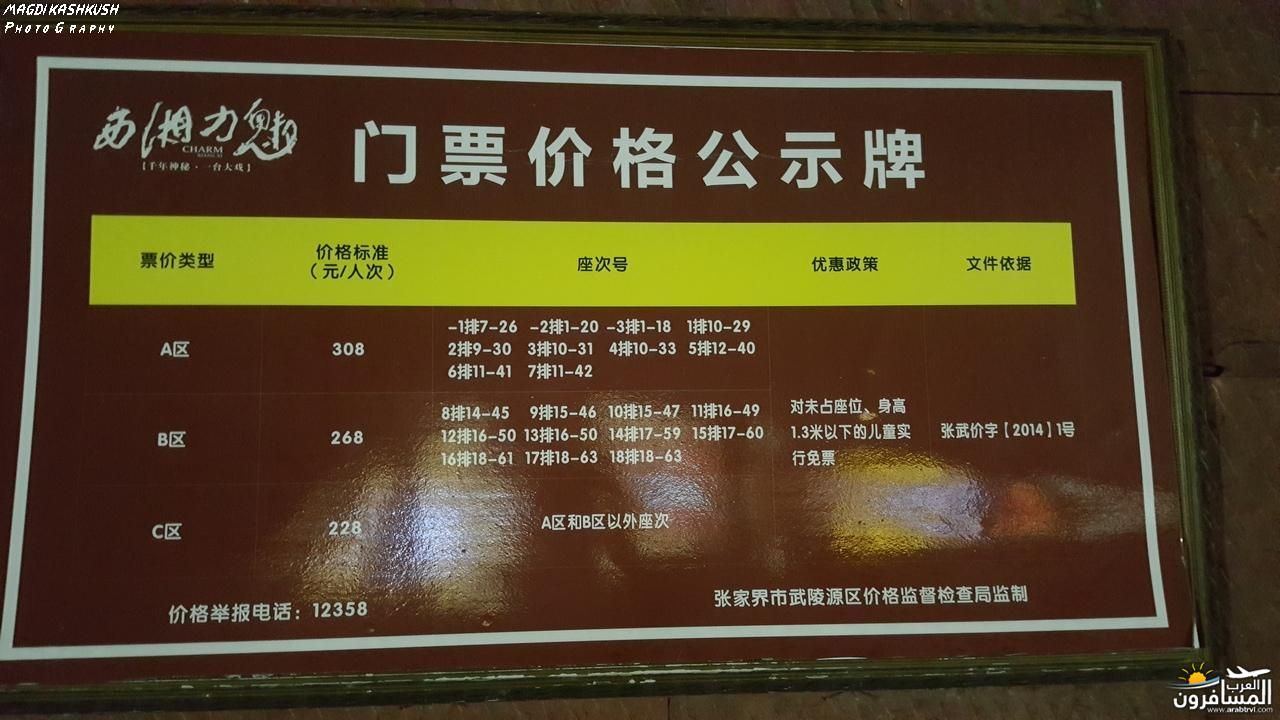 MAGDI KASHKUSH
PHOTOGRAPHY
魅力湘西
CHARM
XIANGXI
【千年神秘·一台大戏】
门票价格公示牌
票价类型
价格标准
（元/人次）
座次号
优惠政策
文件依据
A区
308
-1排7-26 -2排1-20 -3排1-18 1排10-29
2排9-30 3排10-31 4排10-33 5排12-40
6排11-41 7排11-42
B区
268
8排14-45 9排15-46 10排15-47 11排16-49
12排16-50 13排16-50 14排17-59 15排17-60
16排18-61 17排18-63 18排18-63
C区
228
A区和B区以外座次
对未占座位、身高
1.3米以下的儿童实
行免票
张武价字【2014】1号
价格举报电话：12358
张家界市武陵源区价格监督检查局监制
العرب
المسافرون
www.arabtrvl.com